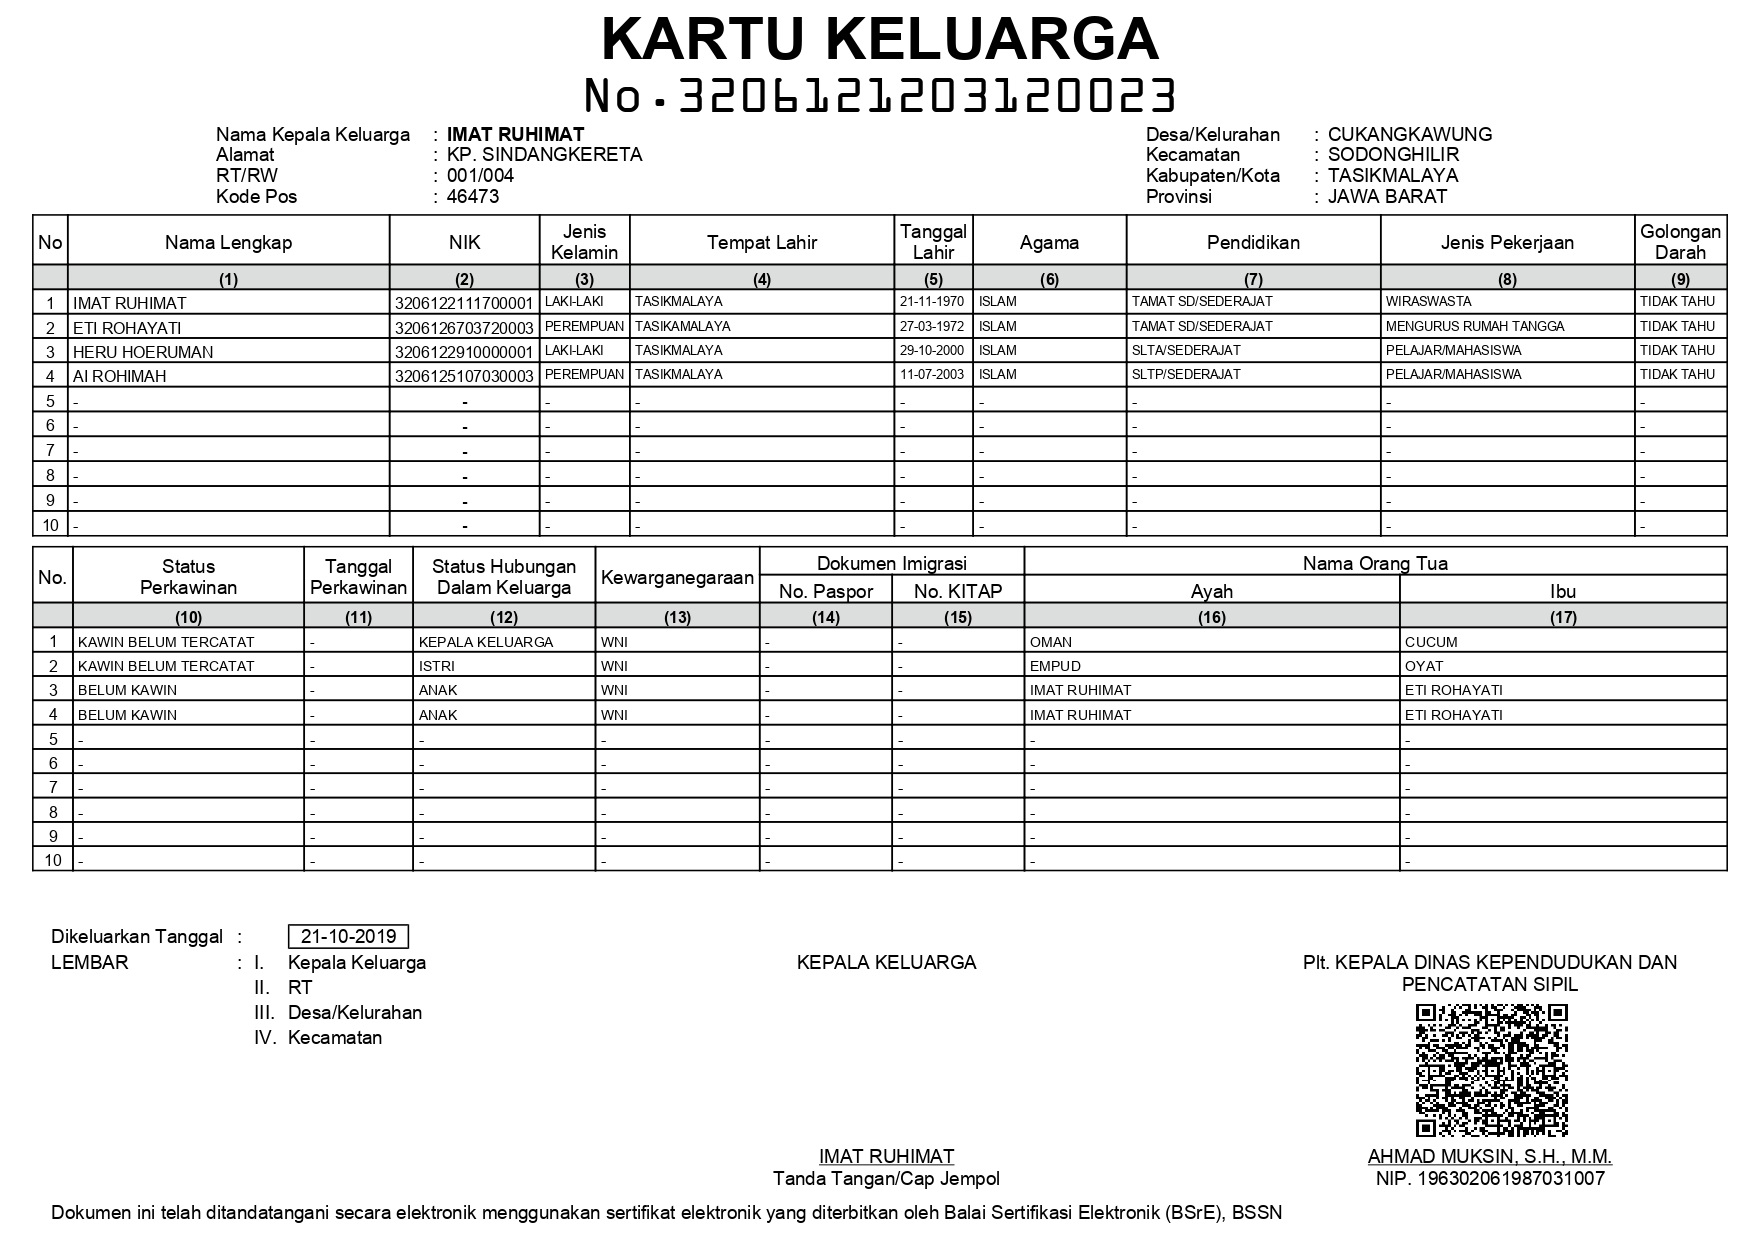 KARTU KELUARGA
No.3206121203120023
Nama Kepala Keluarga : IMAT RUHIMAT
Alamat : KP. SINDANGKERETA
RT/RW : 001/004
Kode Pos : 46473
Desa/Kelurahan : CUKANGKAWUNG
Kecamatan : SODONGHILIR
Kabupaten/Kota : TASIKMALAYA
Provinsi : JAWA BARAT
No Nama Lengkap NIK Jenis Kelamin Tempat Lahir Tanggal Lahir Agama Pendidikan Jenis Pekerjaan Golongan Darah
(1) (2) (3) (4) (5) (6) (7) (8) (9)
1 IMAT RUHIMAT 3206122111700001 LAKI-LAKI TASIKMALAYA 21-11-1970 ISLAM TAMAT SD/SEDERAJAT WIRASWASTA TIDAK TAHU
2 ETI ROHAYATI 3206126703720003 PEREMPUAN TASIKAMALAYA 27-03-1972 ISLAM TAMAT SD/SEDERAJAT MENGURUS RUMAH TANGGA TIDAK TAHU
3 HERU HOERUMAN 3206122910000001 LAKI-LAKI TASIKMALAYA 29-10-2000 ISLAM SLTA/SEDERAJAT PELAJAR/MAHASISWA TIDAK TAHU
4 AI ROHIMAH 3206125107030003 PEREMPUAN TASIKMALAYA 11-07-2003 ISLAM SLTP/SEDERAJAT PELAJAR/MAHASISWA TIDAK TAHU
5 - - - - - - - - -
6 - - - - - - - - -
7 - - - - - - - - -
8 - - - - - - - - -
9 - - - - - - - - -
10 - - - - - - - - -
No. Status Perkawinan Tanggal Perkawinan Status Hubungan Dalam Keluarga Kewarganegaraan Dokumen Imigrasi Nama Orang Tua
No. Paspor No. KITAP Ayah Ibu
(10) (11) (12) (13) (14) (15) (16) (17)
1 KAWIN BELUM TERCATAT - KEPALA KELUARGA WNI - - OMAN CUCUM
2 KAWIN BELUM TERCATAT - ISTRI WNI - - EMPUD OYAT
3 BELUM KAWIN - ANAK WNI - - IMAT RUHIMAT ETI ROHAYATI
4 BELUM KAWIN - ANAK WNI - - IMAT RUHIMAT ETI ROHAYATI
5 - - - - - - - -
6 - - - - - - - -
7 - - - - - - - -
8 - - - - - - - -
9 - - - - - - - -
10 - - - - - - - -
Dikeluarkan Tanggal : 21-10-2019
LEMBAR : I. Kepala Keluarga
II. RT
III. Desa/Kelurahan
IV. Kecamatan
KEPALA KELUARGA
IMAT RUHIMAT
Tanda Tangan/Cap Jempol
Plt. KEPALA DINAS KEPENDUDUKAN DAN
PENCATATAN SIPIL
AHMAD MUKSIN, S.H., M.M.
NIP. 196302061987031007
Dokumen ini telah ditandatangani secara elektronik menggunakan sertifikat elektronik yang diterbitkan oleh Balai Sertifikasi Elektronik (BSrE), BSSN